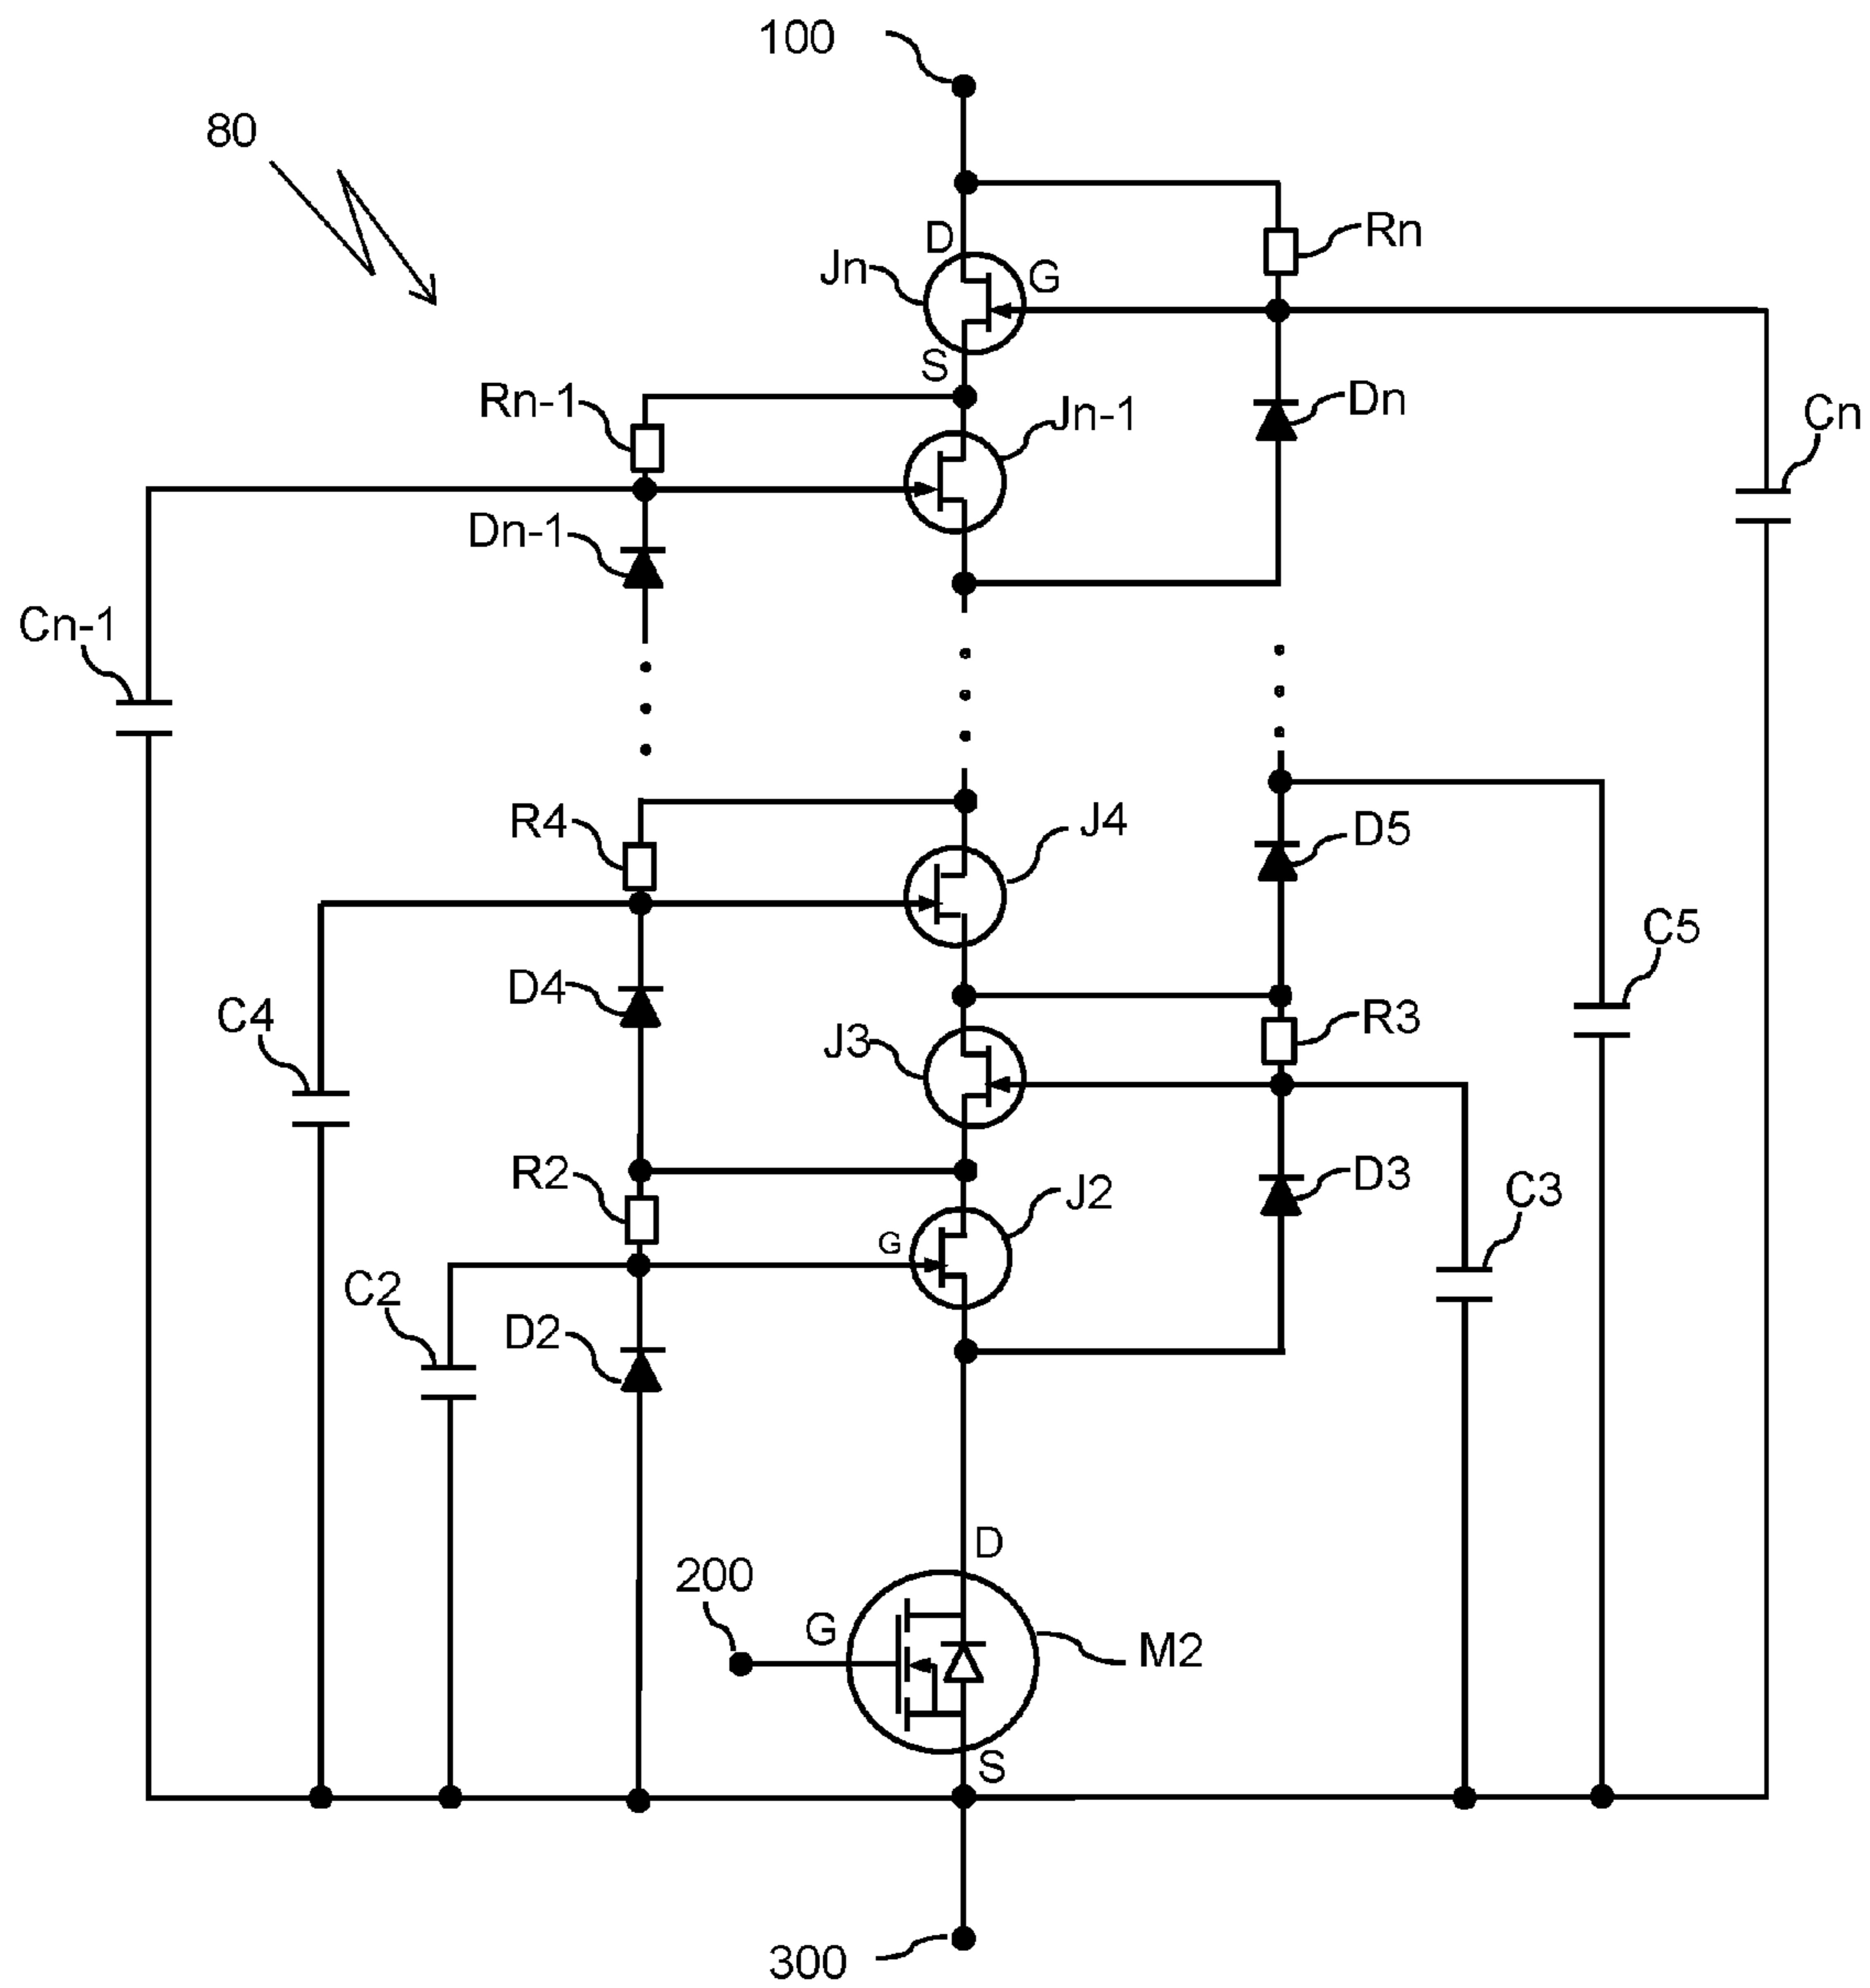 100
80
D
Rn
Jn
G
S
Rn-1
Jn-1
Dn
Cn
Dn-1
Cn-1
R4
J4
D5
C5
D4
C4
R3
J3
R2
D3
C3
J2
G
C2
D2
D
200
G
M2
S
300